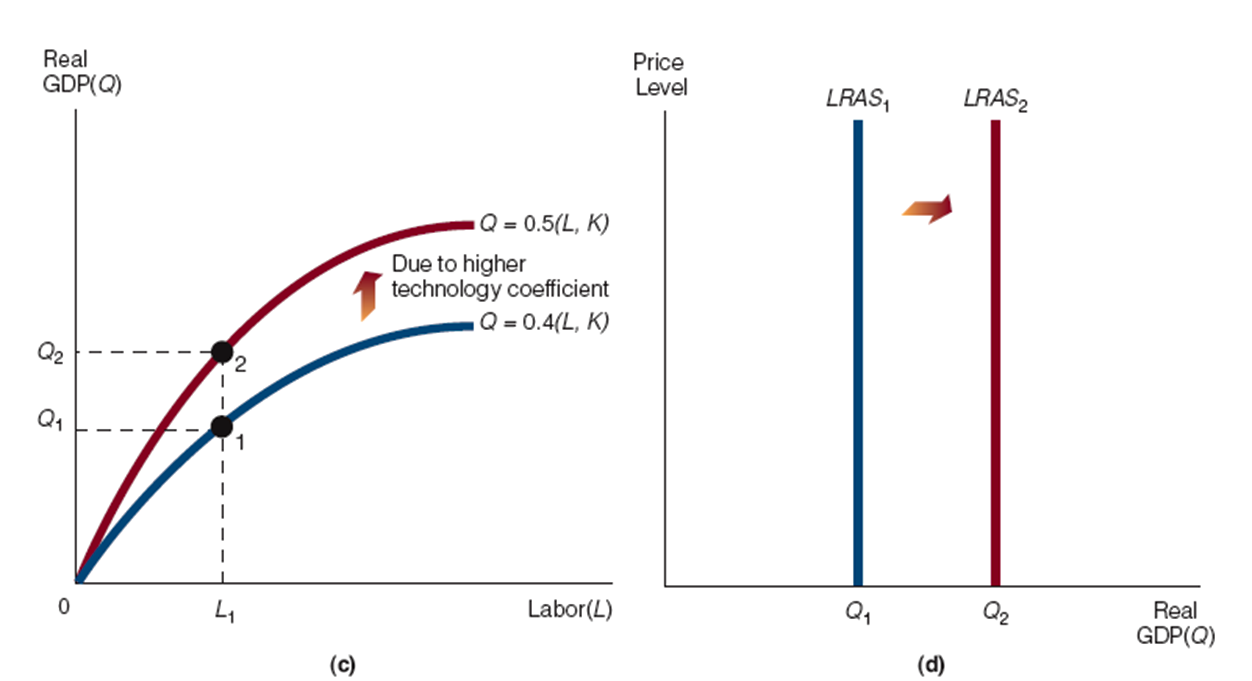 Real
GDP(Q)
Q = 0.5(L, K)
Due to higher
technology coefficient
Q = 0.4(L, K)
Q₂
2
Q₁
1
0
L₁
Labor(L)
(c)
Price
Level
LRAS₁
LRAS₂
Q₁
Q₂
Real
GDP(Q)
(d)